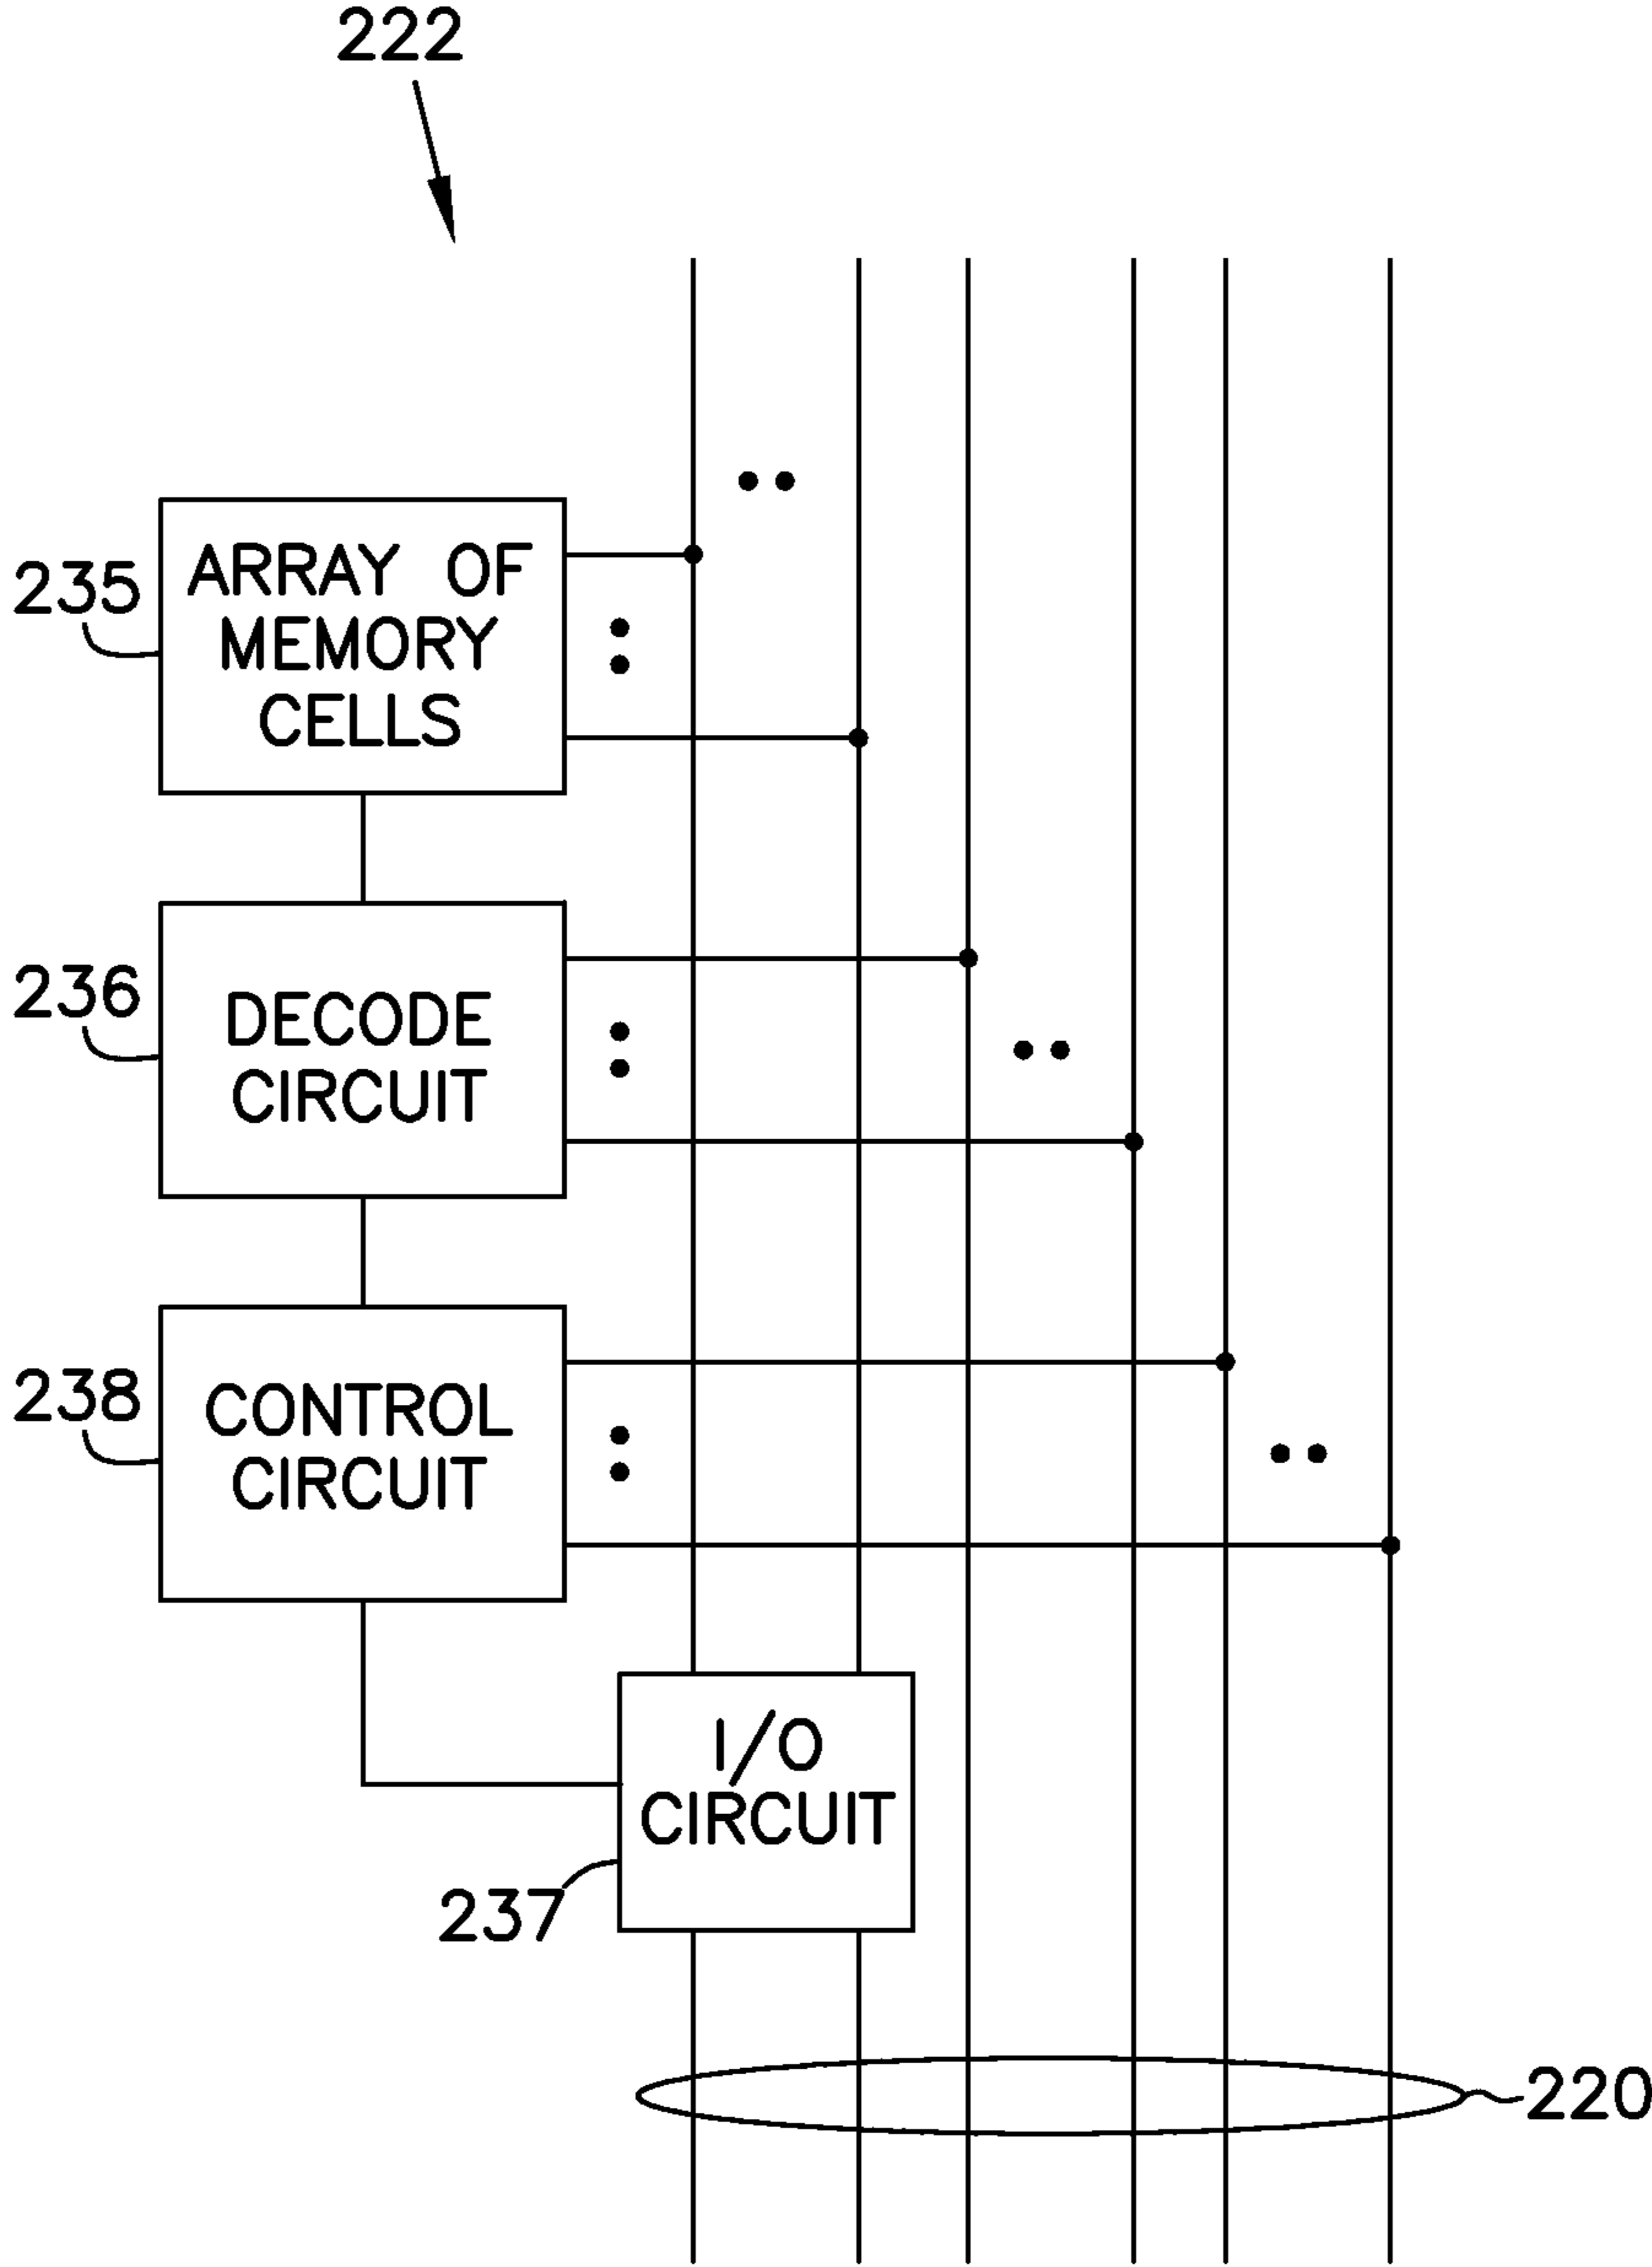 222
235
ARRAY OF
MEMORY
CELLS
236
DECODE
CIRCUIT
238
CONTROL
CIRCUIT
I/O
CIRCUIT
237
220